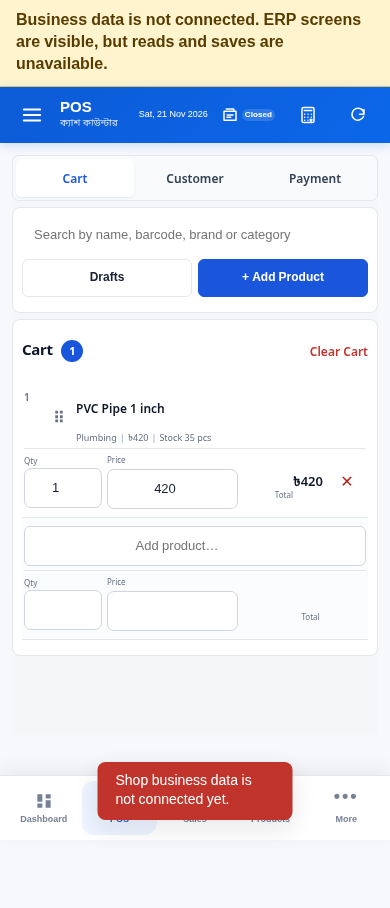 Business data is not connected. ERP screens
are visible, but reads and saves are
unavailable.
POS
ক্যাশ কাউন্টার
Sat, 21 Nov 2026
Closed
Cart
Customer
Payment
Search by name, barcode, brand or category
Drafts
+ Add Product
Cart
1
Clear Cart
1
PVC Pipe 1 inch
Plumbing | ৳420 | Stock 35 pcs
Qty
Price
1
420
৳420
Total
Add product…
Qty
Price
Total
Shop business data is
not connected yet.
Dashboard
More